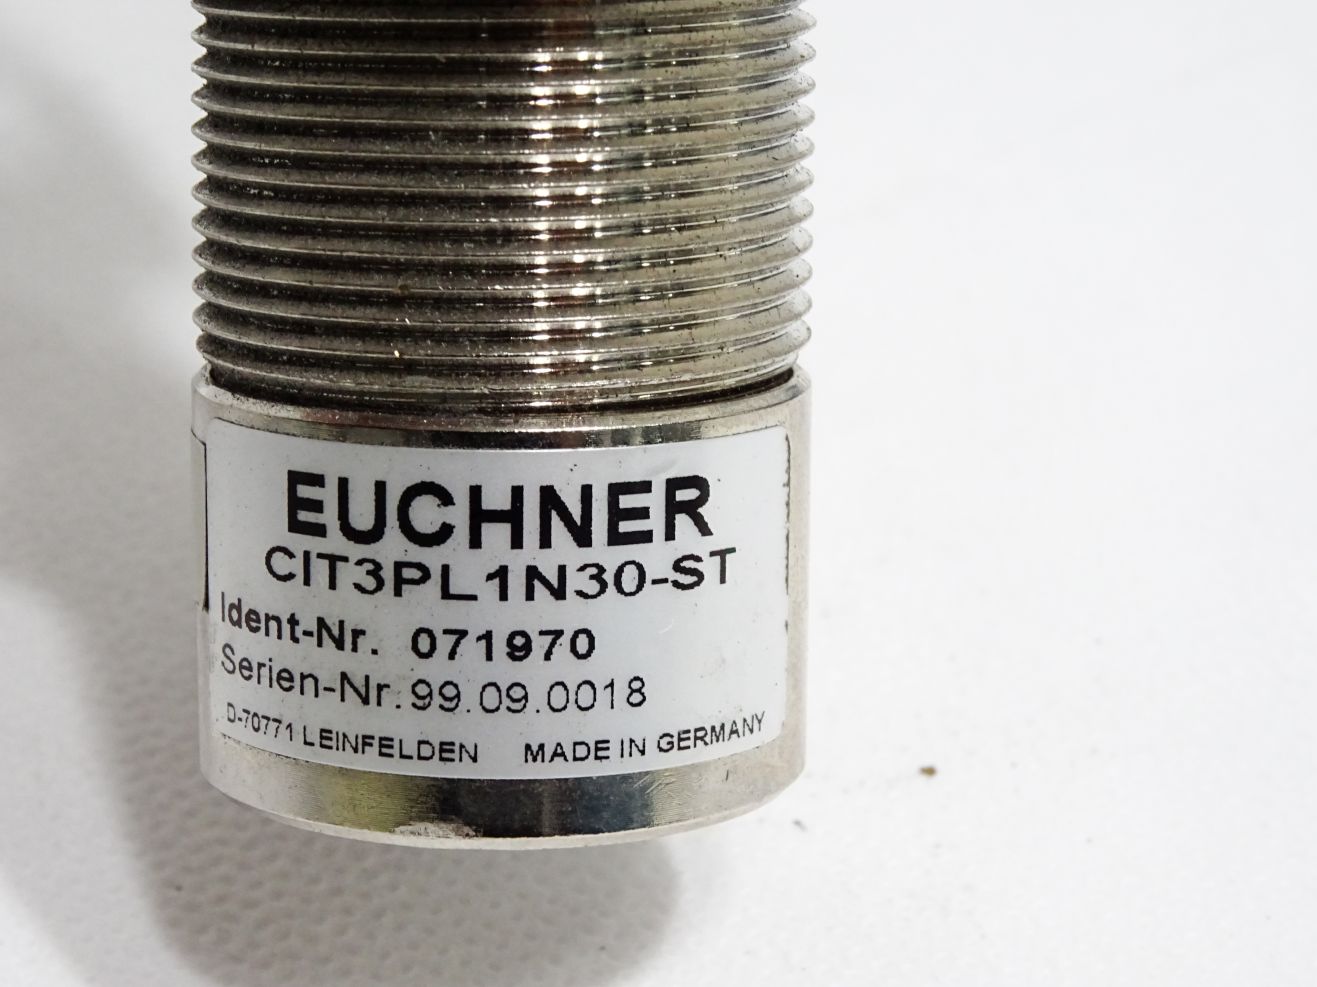 EUCHNER
CIT3PL1N30-ST
Ident-Nr. 071970
Serien-Nr. 99.09.0018
D-70771 LEINFELDEN MADE IN GERMANY